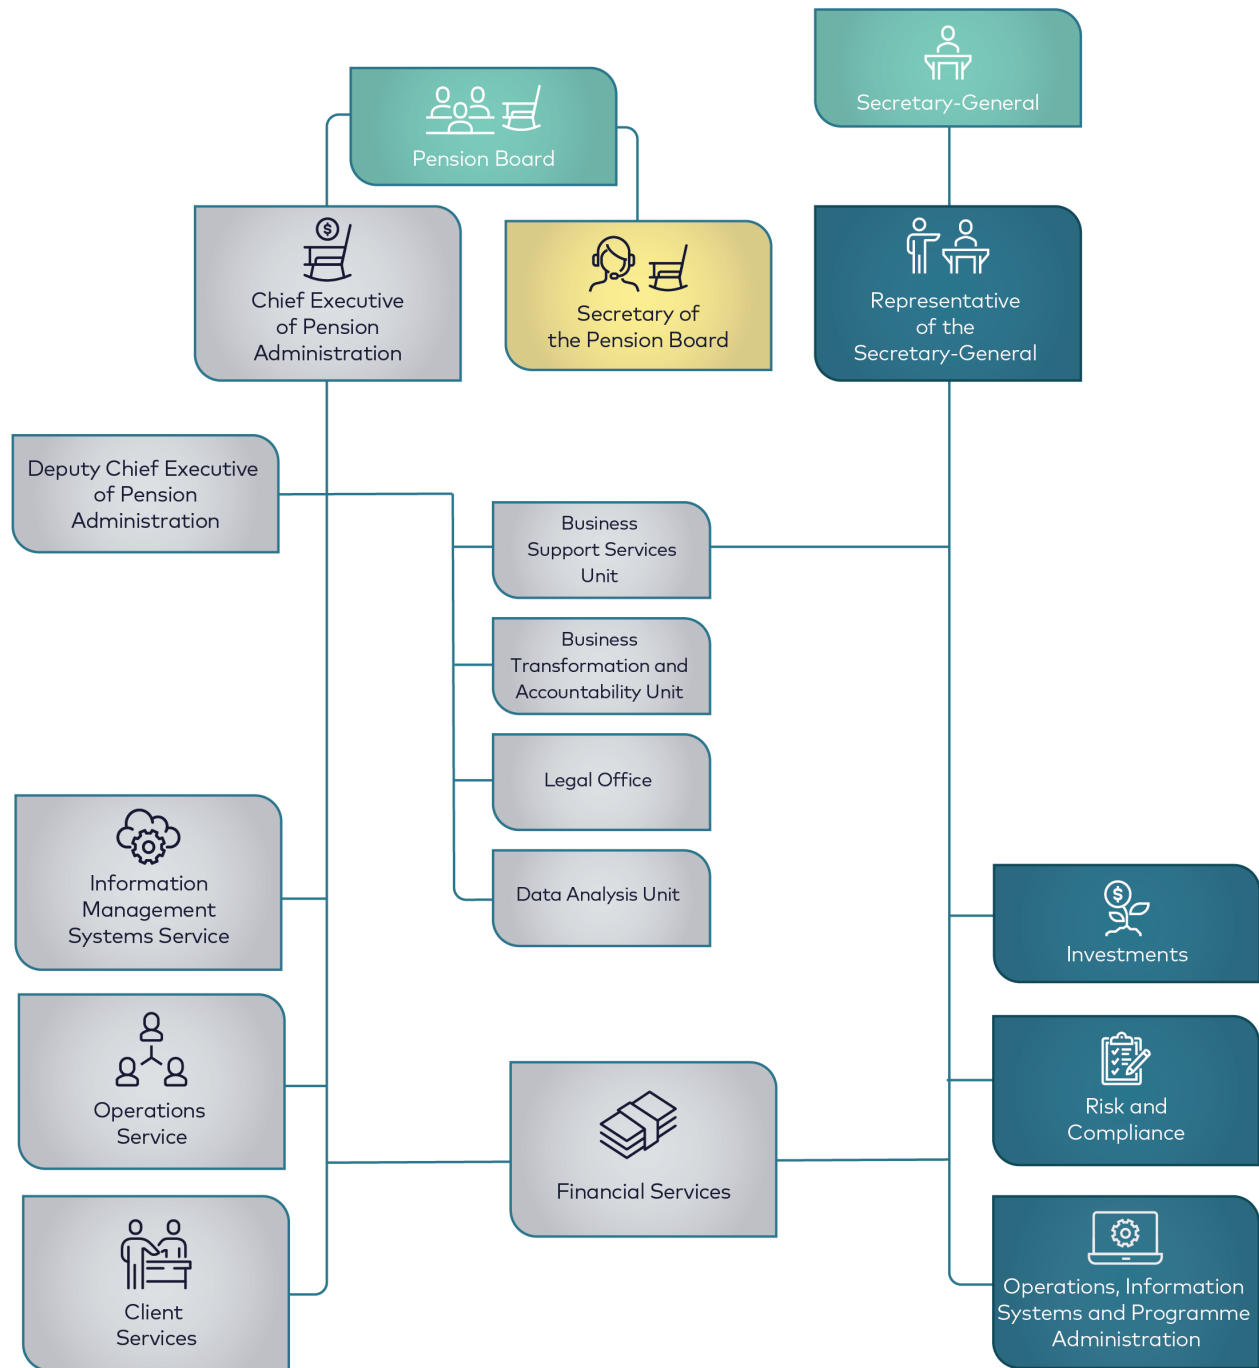 Secretary-General
Pension Board
Chief Executive
of Pension
Administration
Secretary of
the Pension Board
Representative
of the
Secretary-General
Deputy Chief Executive
of Pension
Administration
Business
Support Services
Unit
Business
Transformation and
Accountability Unit
Legal Office
Data Analysis Unit
Information
Management
Systems Service
Operations
Service
Client
Services
Financial Services
$
Investments
Risk and
Compliance
Operations, Information
Systems and Programme
Administration